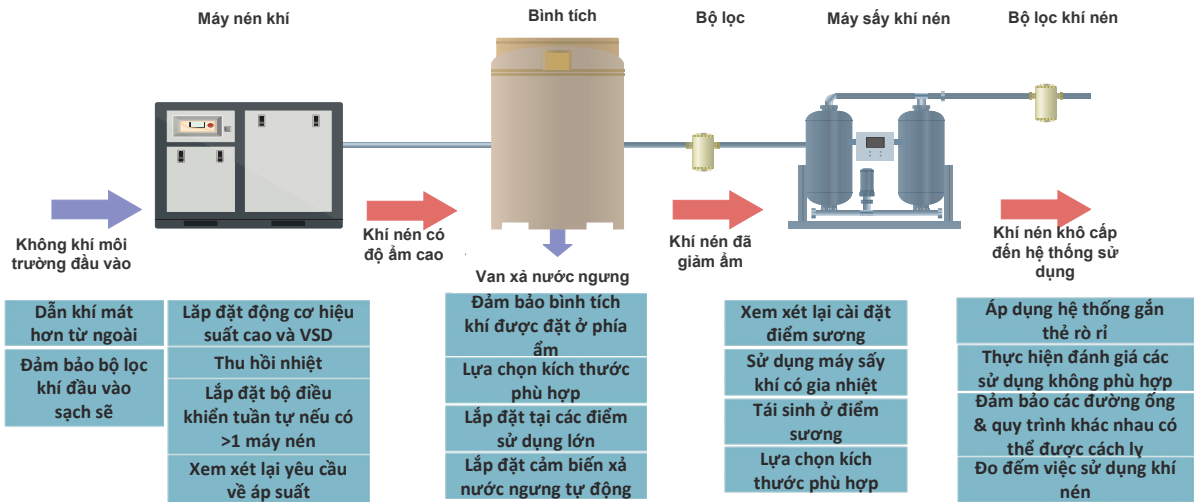 Máy nén khí
Bình tích
Bộ lọc
Máy sấy khí nén
Bộ lọc khí nén
Không khí môi
trường đầu vào
Khí nén có
độ ẩm cao
Van xả nước ngưng
Khí nén đã
giảm ẩm
Khí nén khô cấp
đến hệ thống sử
dụng
Dẫn khí mát
hơn từ ngoài
Đảm bảo bộ lọc
khí đầu vào
sạch sẽ
Lắp đặt động cơ hiệu
suất cao và VSD
Thu hồi nhiệt
Lắp đặt bộ điều
khiển tuần tự nếu có
>1 máy nén
Xem xét lại yêu cầu
về áp suất
Đảm bảo bình tích
khí được đặt ở phía
ẩm
Lựa chọn kích thước
phù hợp
Lắp đặt tại các điểm
sử dụng lớn
Lắp đặt cảm biến xả
nước ngưng tự động
Xem xét lại cài đặt
điểm sương
Sử dụng máy sấy
khí có gia nhiệt
Tái sinh ở điểm
sương
Lựa chọn kích
thước phù hợp
Áp dụng hệ thống gắn
thẻ rò rỉ
Thực hiện đánh giá các
sử dụng không phù hợp
Đảm bảo các đường ống
& quy trình khác nhau có
thể được cách ly
Đo đếm việc sử dụng khí
nén